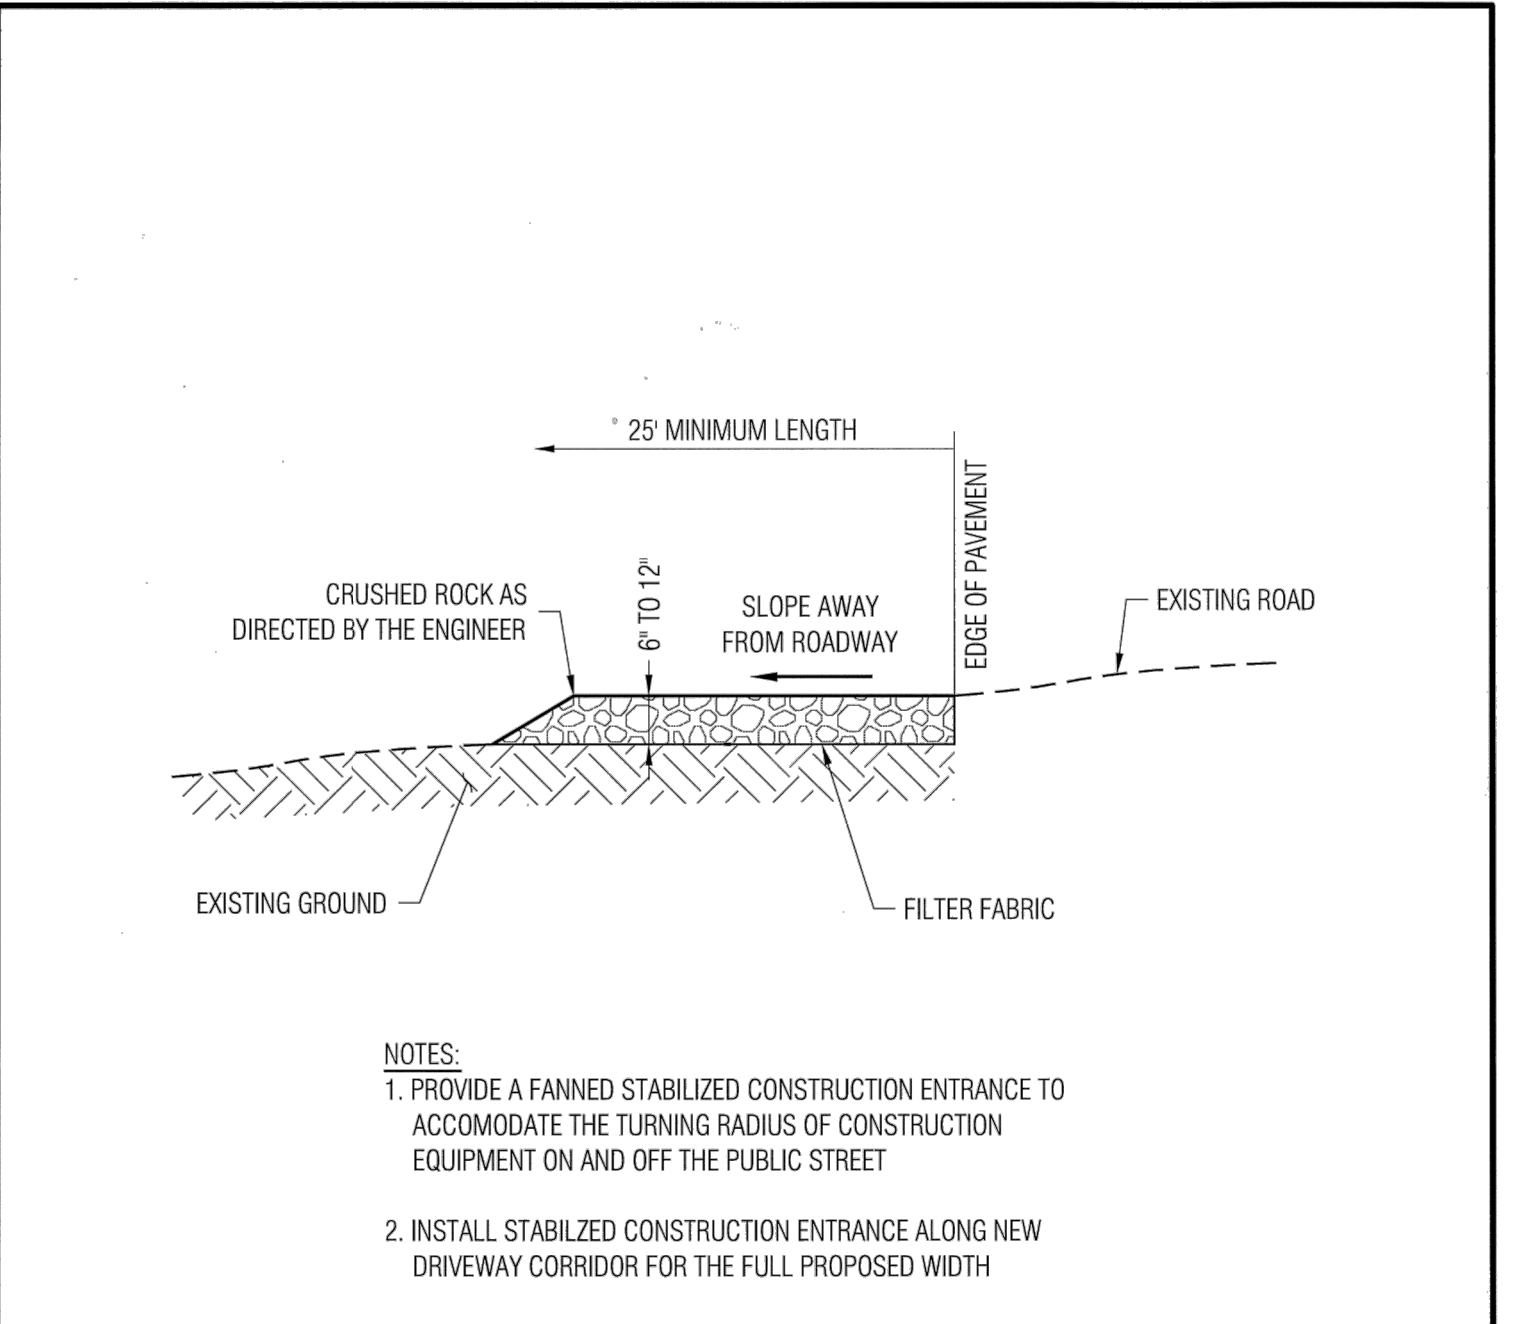 25' MINIMUM LENGTH
EDGE OF PAVEMENT
CRUSHED ROCK AS
DIRECTED BY THE ENGINEER
6" TO 12"
SLOPE AWAY
FROM ROADWAY
EXISTING ROAD
EXISTING GROUND
FILTER FABRIC
NOTES:
1. PROVIDE A FANNED STABILIZED CONSTRUCTION ENTRANCE TO
ACCOMODATE THE TURNING RADIUS OF CONSTRUCTION
EQUIPMENT ON AND OFF THE PUBLIC STREET
2. INSTALL STABILZED CONSTRUCTION ENTRANCE ALONG NEW
DRIVEWAY CORRIDOR FOR THE FULL PROPOSED WIDTH